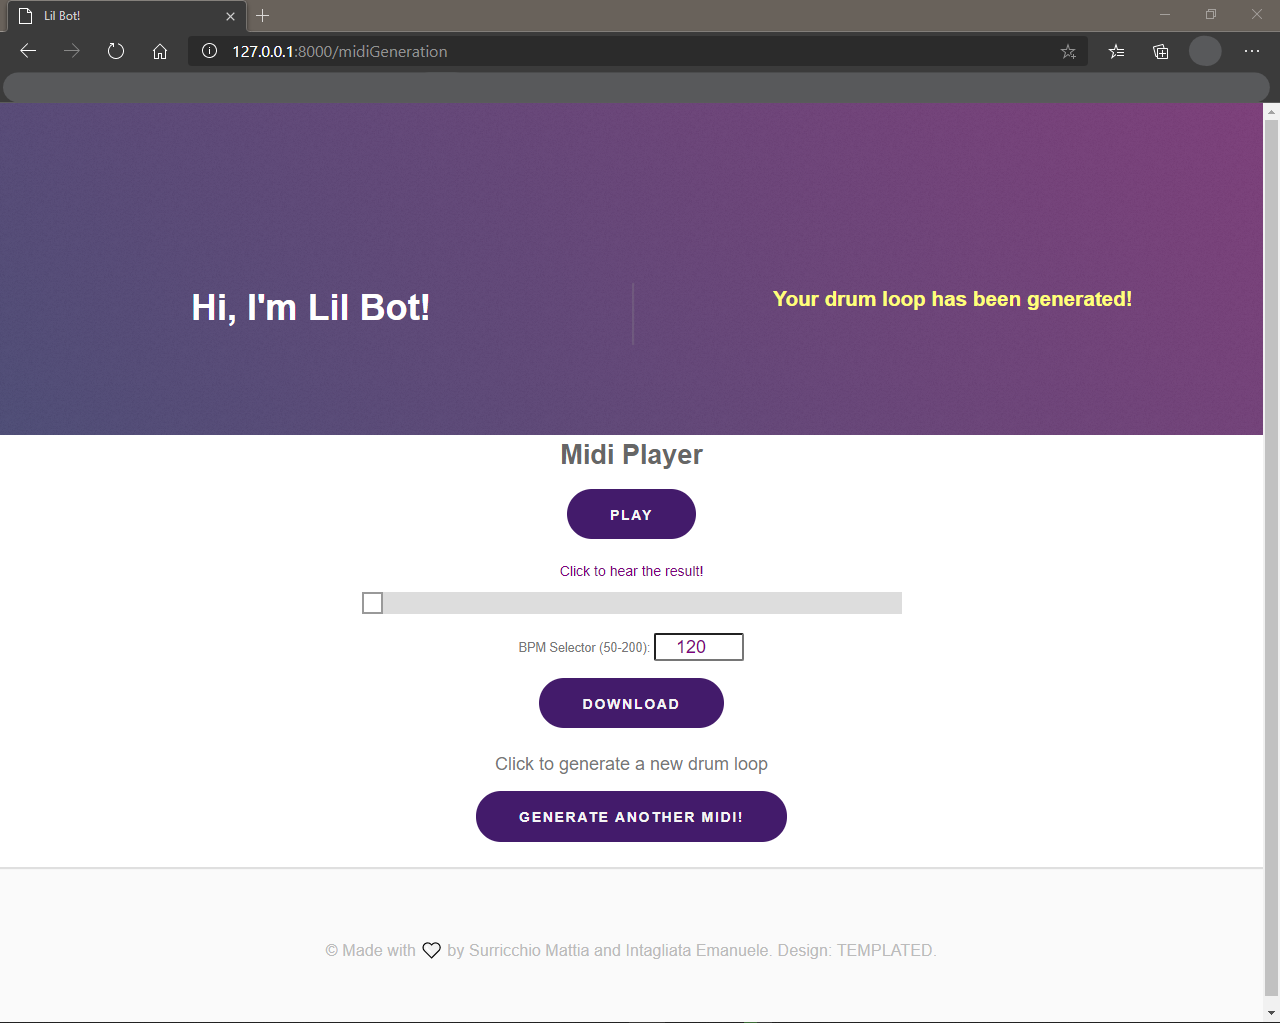 Lil Bot!
127.0.0.1:8000/midiGeneration
Hi, I'm Lil Bot!
Your drum loop has been generated!
Midi Player
PLAY
Click to hear the result!
BPM Selector (50-200): 120
DOWNLOAD
Click to generate a new drum loop
GENERATE ANOTHER MIDI!
© Made with ♡ by Surricchio Mattia and Intagliata Emanuele. Design: TEMPLATED.